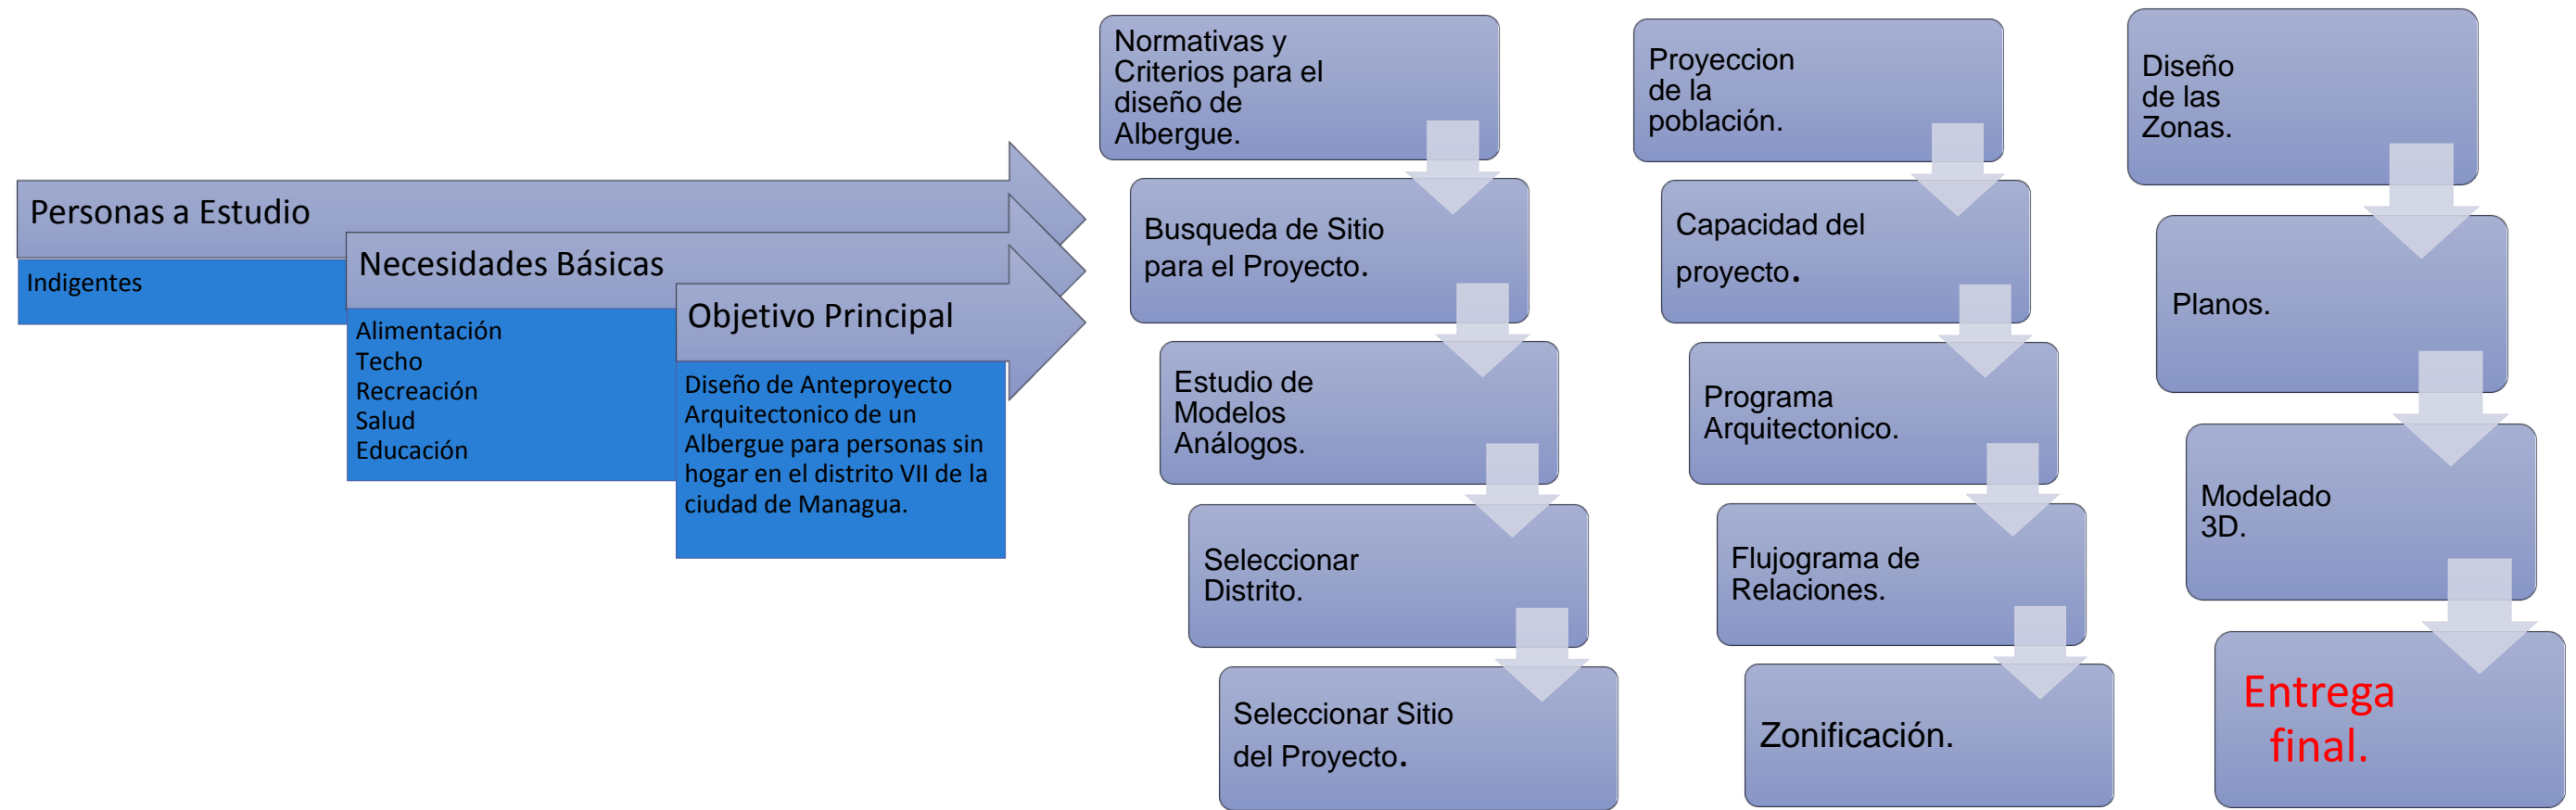 Personas a Estudio
Indigentes
Necesidades Básicas
Alimentación
Techo
Recreación
Salud
Educación
Objetivo Principal
Diseño de Anteproyecto
Arquitectonico de un
Albergue para personas sin
hogar en el distrito VII de la
ciudad de Managua.
Normativas y
Criterios para el
diseño de
Albergue.
Busqueda de Sitio
para el Proyecto.
Estudio de
Modelos
Análogos.
Seleccionar
Distrito.
Seleccionar Sitio
del Proyecto.
Proyeccion
de la
población.
Capacidad del
proyecto.
Programa
Arquitectonico.
Flujograma de
Relaciones.
Zonificación.
Diseño
de las
Zonas.
Planos.
Modelado
3D.
Entrega
final.